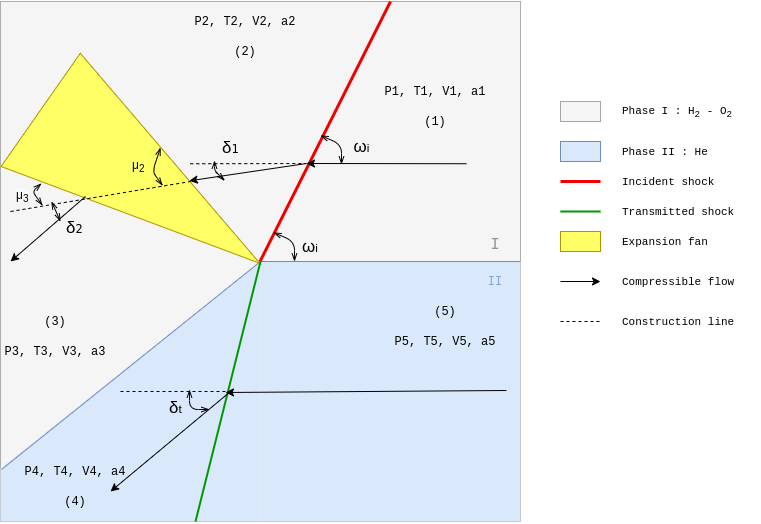 P2, T2, V2, a2
(2)
P1, T1, V1, a1
(1)
δ1
ωi
μ2
μ3
δ2
ωi
I
II
(3)
P3, T3, V3, a3
(5)
P5, T5, V5, a5
δt
P4, T4, V4, a4
(4)
Phase I : H2 - O2
Phase II : He
Incident shock
Transmitted shock
Expansion fan
Compressible flow
Construction line